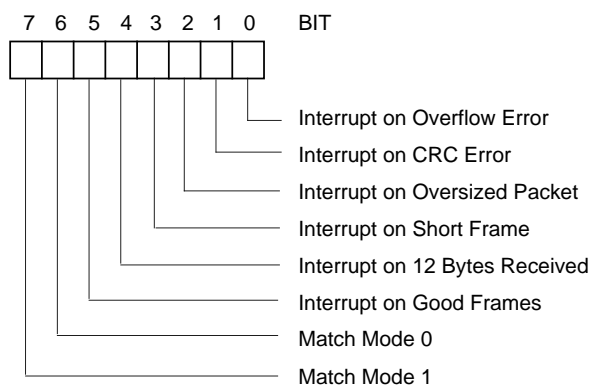 7 6 5 4 3 2 1 0 BIT
Interrupt on Overflow Error
Interrupt on CRC Error
Interrupt on Oversized Packet
Interrupt on Short Frame
Interrupt on 12 Bytes Received
Interrupt on Good Frames
Match Mode 0
Match Mode 1